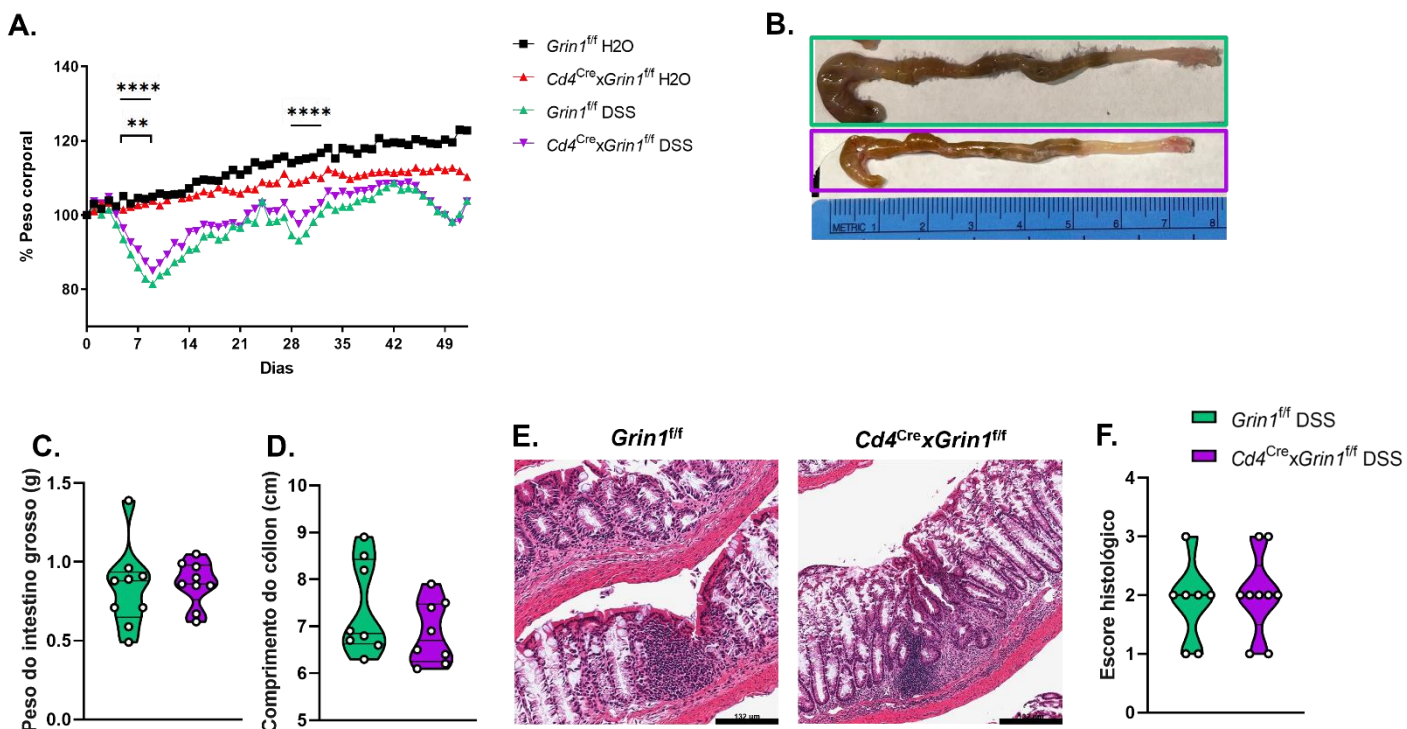 A.
Grin1f/f H2O
Cd4CrexGrin1f/f H2O
Grin1f/f DSS
Cd4CrexGrin1f/f DSS
140
120
100
80
% Peso corporal
****
**
****
0 7 14 21 28 35 42 49
Dias
B.
METRIC 1 2 3 4 5 6 7 8
C.
Peso do intestino grosso (g)
1.5
1.0
0.5
0.0
D.
Comprimento do cóllon (cm)
10
9
8
7
6
5
E.
Grin1f/f
Cd4CrexGrin1f/f
132 um
F.
Grin1f/f DSS
Cd4CrexGrin1f/f DSS
Escore histológico
4
3
2
1
0